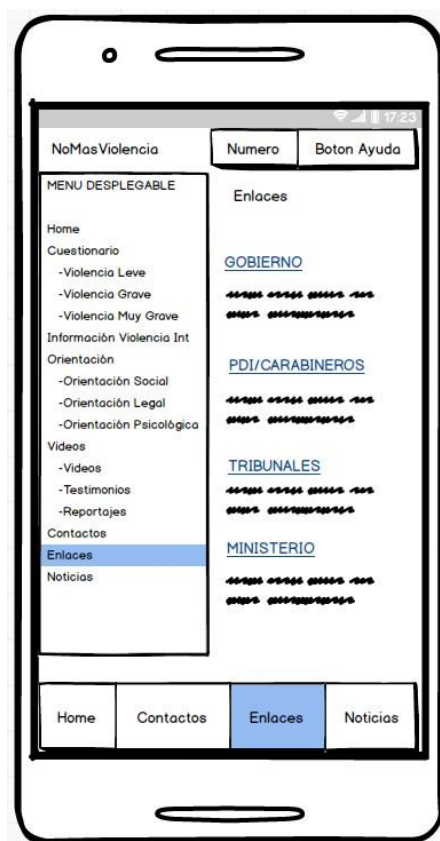 17:23
NoMasViolencia
Numero
Boton Ayuda
MENU DESPLEGABLE
Home
Cuestionario
-Violencia Leve
-Violencia Grave
-Violencia Muy Grave
Información Violencia Int
Orientación
-Orientación Social
-Orientación Legal
-Orientación Psicológica
Videos
-Videos
-Testimonios
-Reportajes
Contactos
Enlaces
Noticias
Enlaces
GOBIERNO
PDI/CARABINEROS
TRIBUNALES
MINISTERIO
Home
Contactos
Enlaces
Noticias